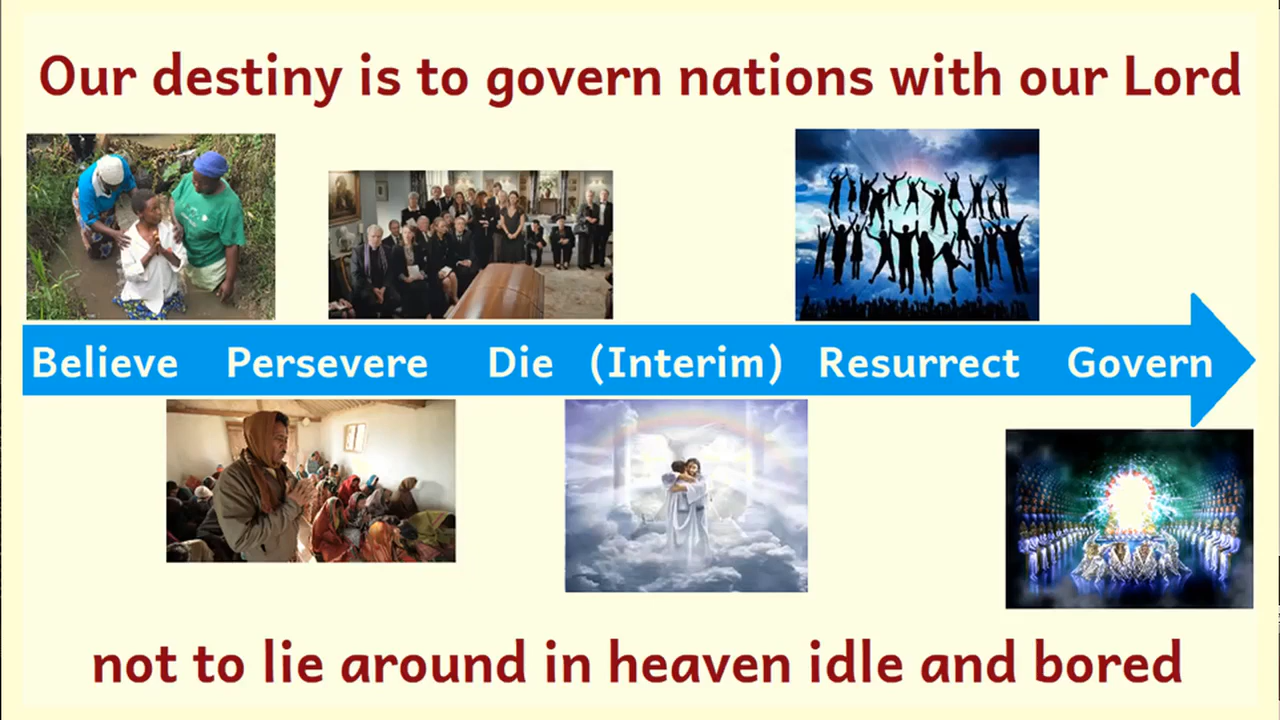 Our destiny is to govern nations with our Lord
Believe Persevere Die (Interim) Resurrect Govern
not to lie around in heaven idle and bored